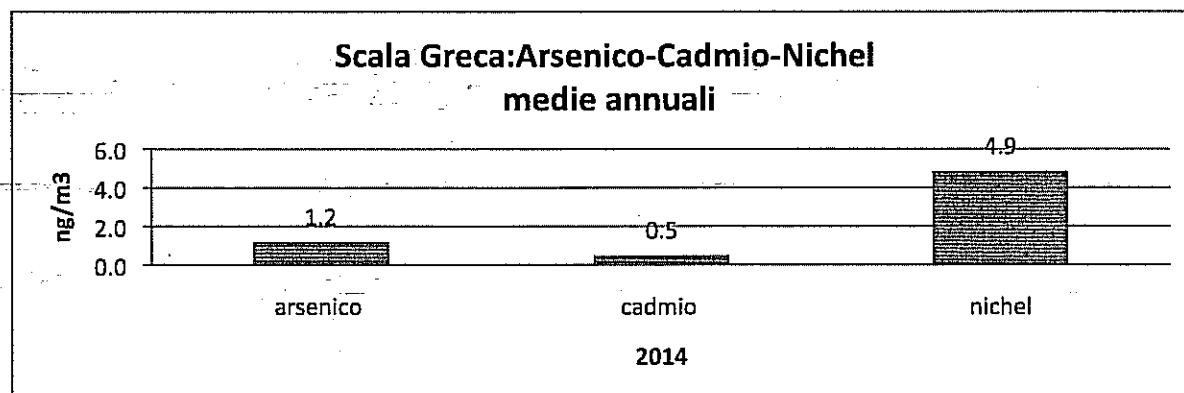 Scala Greca:Arsenico-Cadmio-Nichel
medie annuali
ng/m3
6.0
4.0
2.0
0.0
1.2
0.5
4.9
arsenico
cadmio
nichel
2014